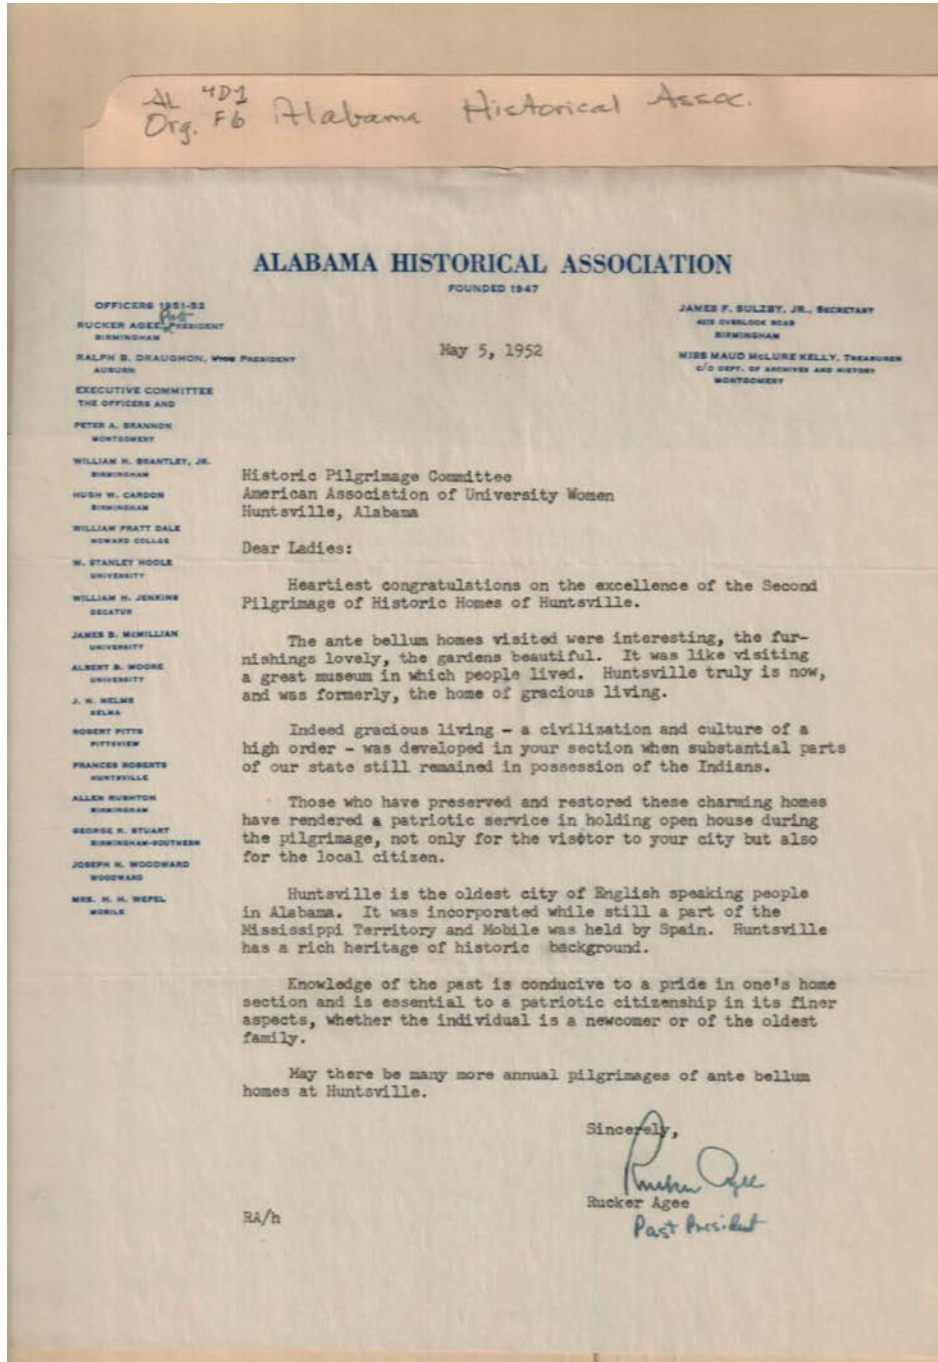 AL 4D1
Org. F6 Alabama Historical Assoc.
ALABAMA HISTORICAL ASSOCIATION
FOUNDED 1947
OFFICERS 1951-52
Past
RUCKER AGEE, PRESIDENT
BIRMINGHAM
RALPH B. DRAUGHON, VICE PRESIDENT
AUBURN
EXECUTIVE COMMITTEE
THE OFFICERS AND
PETER A. BRANNON
MONTGOMERY
WILLIAM H. BRANTLEY, JR.
BIRMINGHAM
HUGH W. CARDON
BIRMINGHAM
WILLIAM PRATT DALE
HOWARD COLLGE
W. STANLEY HOOLE
UNIVERSITY
WILLIAM H. JENKINS
DECATUR
JAMES B. McMILLIAN
UNIVERSITY
ALBERT B. MOORE
UNIVERSITY
J. H. NELMS
SELMA
ROBERT PITTS
PITTSVIEW
FRANCES ROBERTS
HUNTSVILLE
ALLEN RUSHTON
BIRMINGHAM
GEORGE R. STUART
BIRMINGHAM-SOUTHERN
JOSEPH H. WOODWARD
WOODWARD
MRS. H. H. WEFEL
MOBILE
JAMES F. SULZBY, JR., SECRETARY
4213 OVERLOOK ROAD
BIRMINGHAM
MISS MAUD McLURE KELLY, TREASURER
C/O DEPT. OF ARCHIVES AND HISTORY
MONTGOMERY
May 5, 1952
Historic Pilgrimage Committee
American Association of University Women
Huntsville, Alabama
Dear Ladies:
Heartiest congratulations on the excellence of the Second
Pilgrimage of Historic Homes of Huntsville.
The ante bellum homes visited were interesting, the fur-
nishings lovely, the gardens beautiful. It was like visiting
a great museum in which people lived. Huntsville truly is now,
and was formerly, the home of gracious living.
Indeed gracious living - a civilization and culture of a
high order - was developed in your section when substantial parts
of our state still remained in possession of the Indians.
Those who have preserved and restored these charming homes
have rendered a patriotic service in holding open house during
the pilgrimage, not only for the visitor to your city but also
for the local citizen.
Huntsville is the oldest city of English speaking people
in Alabama. It was incorporated while still a part of the
Mississippi Territory and Mobile was held by Spain. Huntsville
has a rich heritage of historic background.
Knowledge of the past is conducive to a pride in one's home
section and is essential to a patriotic citizenship in its finer
aspects, whether the individual is a newcomer or of the oldest
family.
May there be many more annual pilgrimages of ante bellum
homes at Huntsville.
Sincerely,
Rucker Agee
Rucker Agee
Past President
RA/h